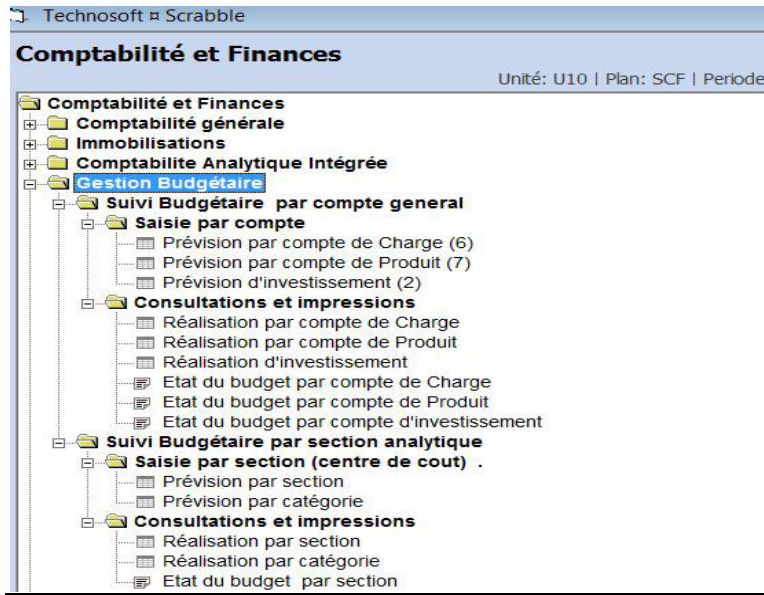 Technosoft ¤ Scrabble
Comptabilité et Finances
Unité: U10 | Plan: SCF | Periode
Comptabilité et Finances
Comptabilité générale
Immobilisations
Comptabilite Analytique Intégrée
Gestion Budgétaire
Suivi Budgétaire par compte general
Saisie par compte
Prévision par compte de Charge (6)
Prévision par compte de Produit (7)
Prévision d'investissement (2)
Consultations et impressions
Réalisation par compte de Charge
Réalisation par compte de Produit
Réalisation d'investissement
Etat du budget par compte de Charge
Etat du budget par compte de Produit
Etat du budget par compte d'investissement
Suivi Budgétaire par section analytique
Saisie par section (centre de cout) .
Prévision par section
Prévision par catégorie
Consultations et impressions
Réalisation par section
Réalisation par catégorie
Etat du budget par section